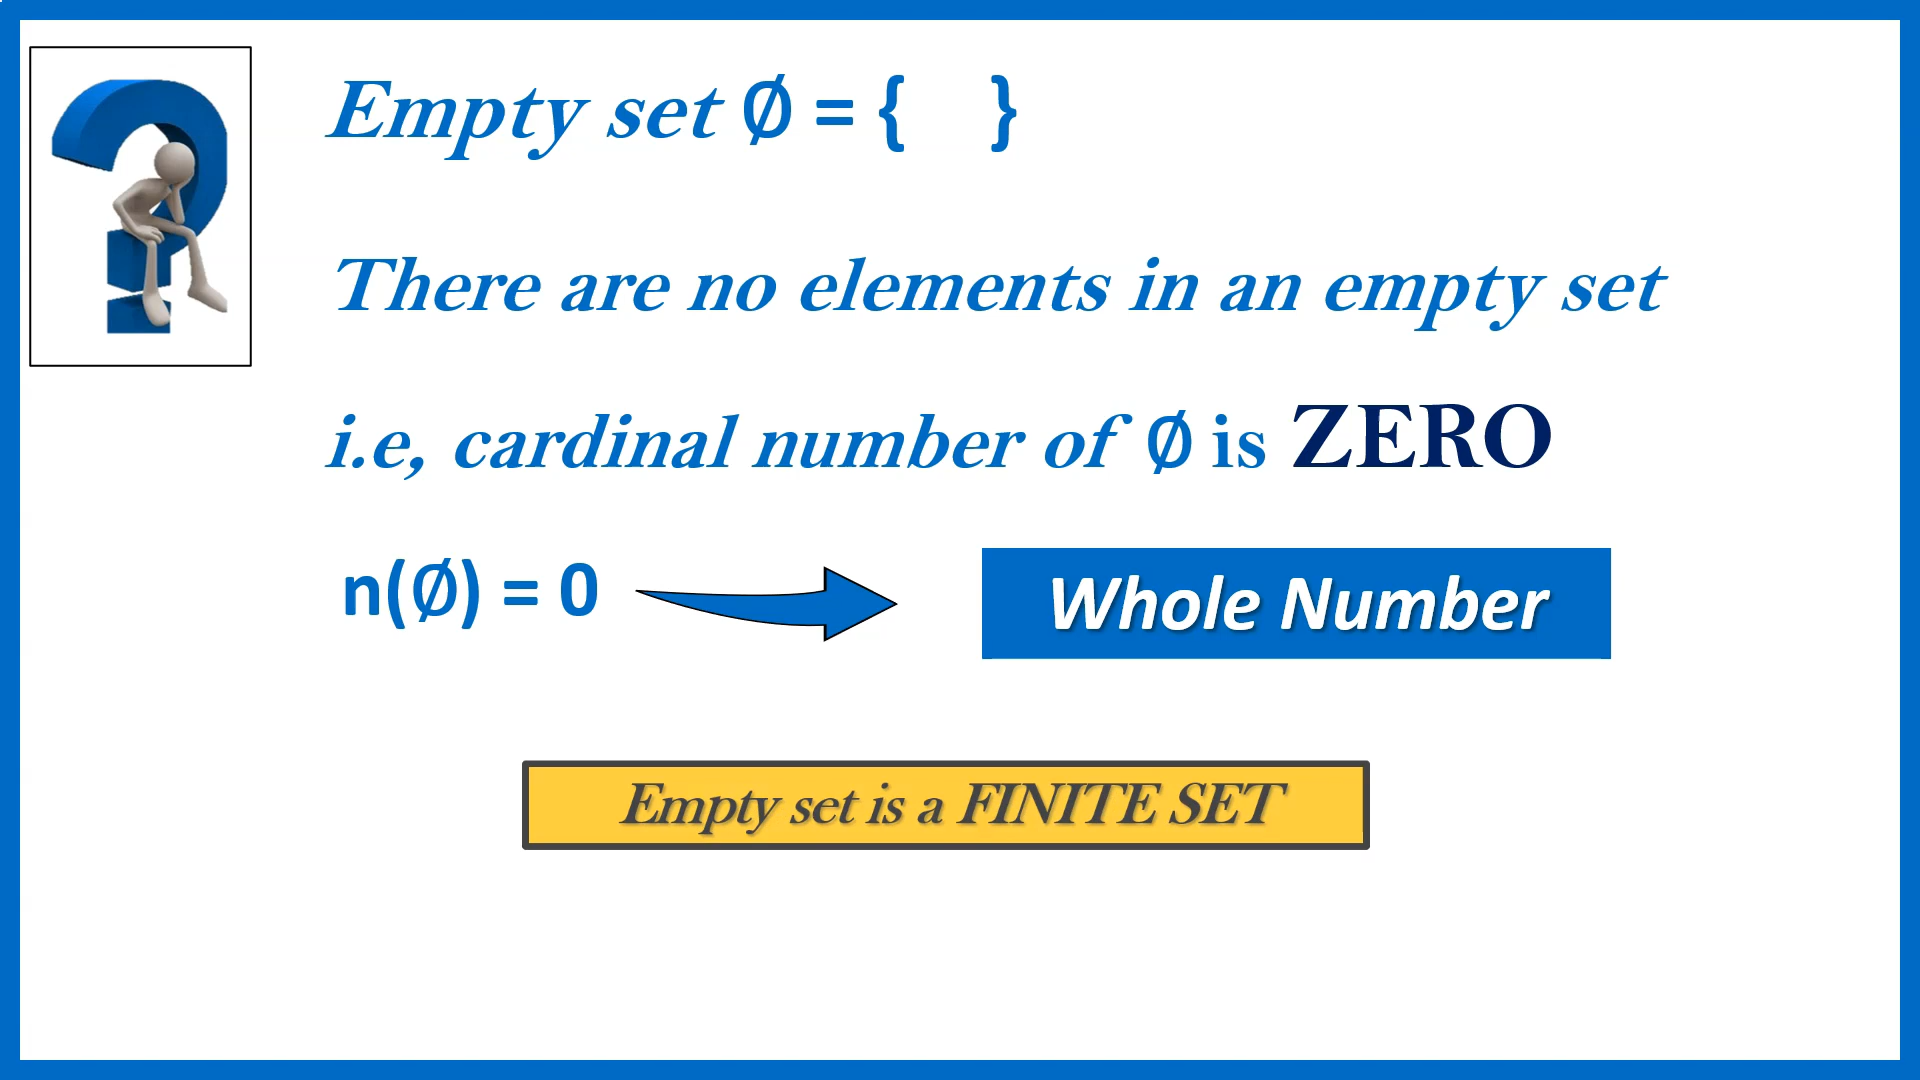 Empty set ∅ = {    }
There are no elements in an empty set
i.e, cardinal number of ∅ is ZERO
n(∅) = 0
Whole Number
Empty set is a FINITE SET